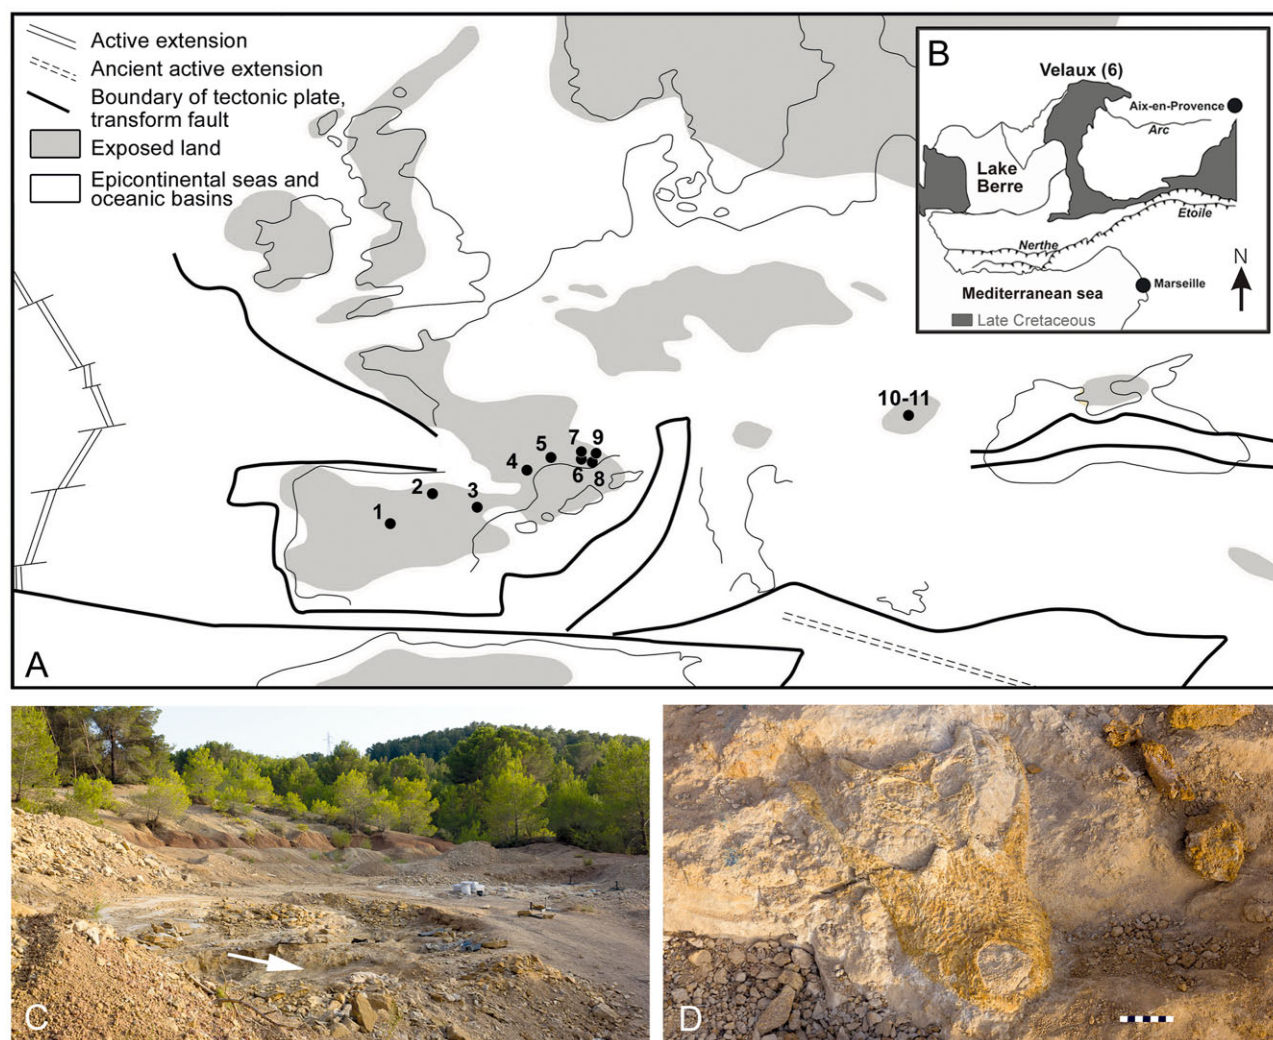 Active extension
Ancient active extension
Boundary of tectonic plate,
transform fault
Exposed land
Epicontinental seas and
oceanic basins
B
Velaux (6)
Aix-en-Provence
Arc
Lake
Berre
Etoile
Nerthe
N
Mediterranean sea
Marseille
Late Cretaceous
10-11
7
9
5
4
6
8
2
3
1
A
C
D